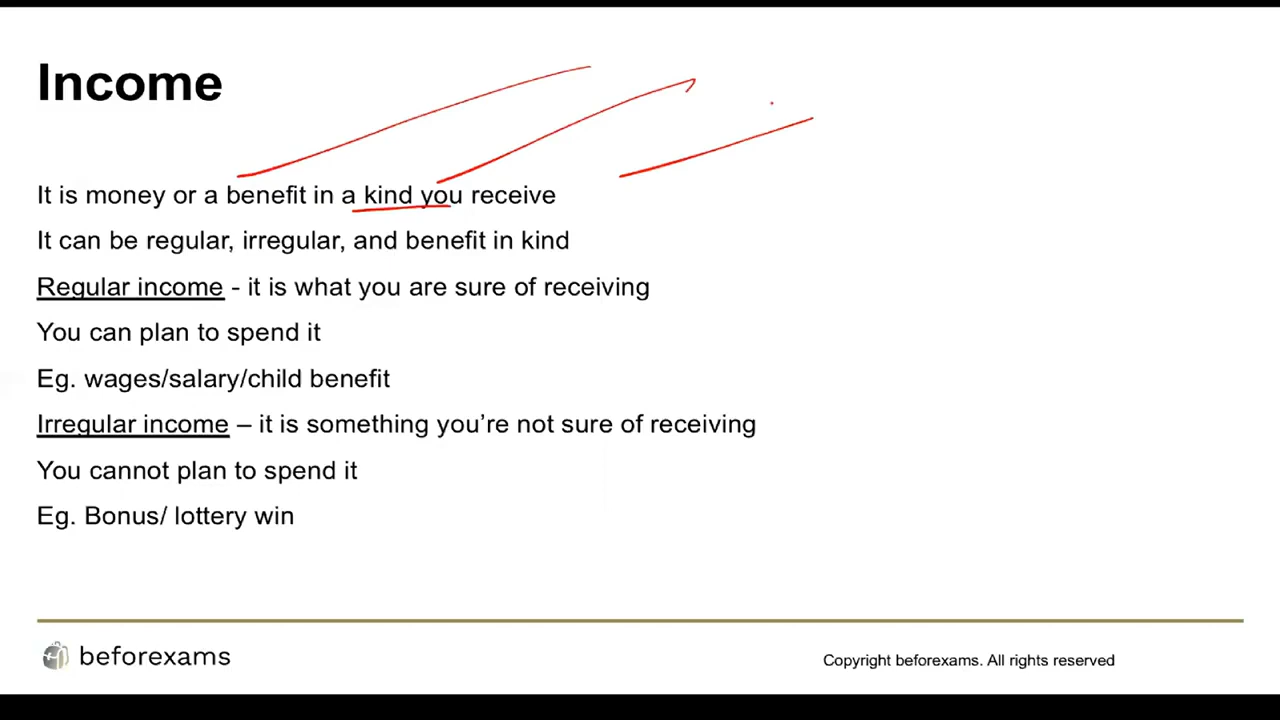 Income
It is money or a benefit in a kind you receive
It can be regular, irregular, and benefit in kind
Regular income - it is what you are sure of receiving
You can plan to spend it
Eg. wages/salary/child benefit
Irregular income – it is something you’re not sure of receiving
You cannot plan to spend it
Eg. Bonus/ lottery win
beforexams
Copyright beforexams. All rights reserved